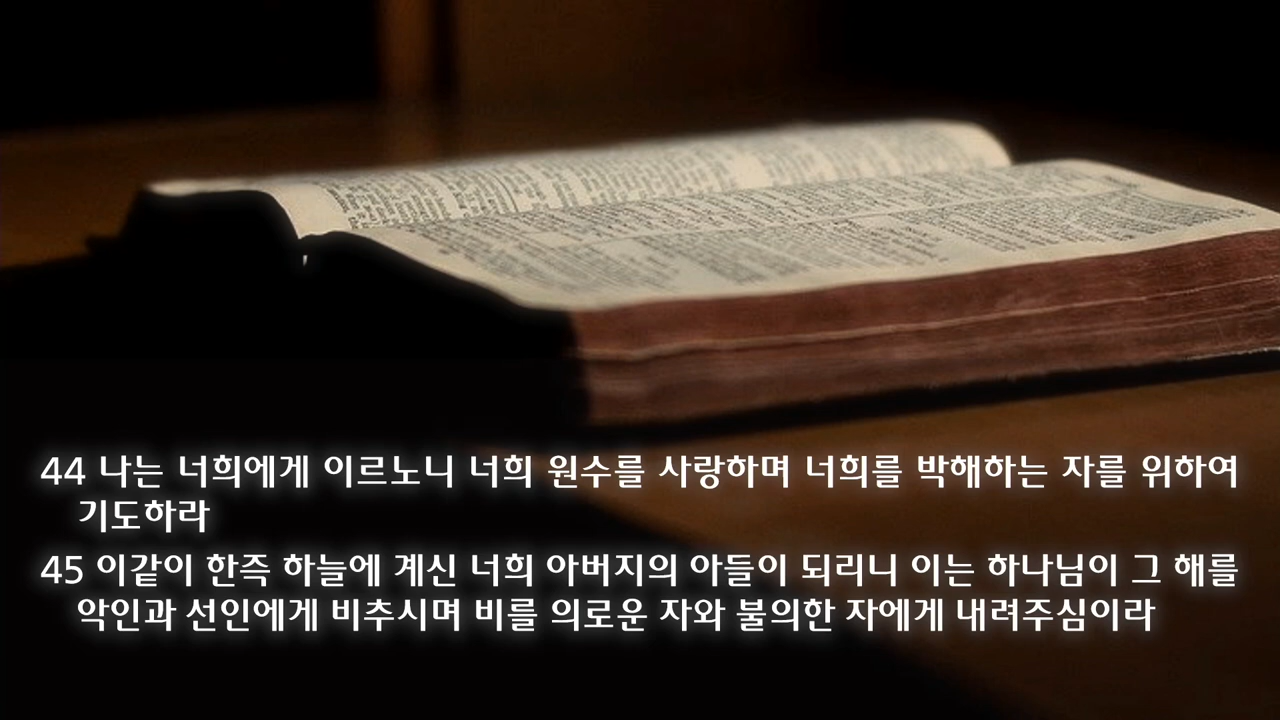 44 나는 너희에게 이르노니 너희 원수를 사랑하며 너희를 박해하는 자를 위하여
기도하라
45 이같이 한즉 하늘에 계신 너희 아버지의 아들이 되리니 이는 하나님이 그 해를
악인과 선인에게 비추시며 비를 의로운 자와 불의한 자에게 내려주심이라